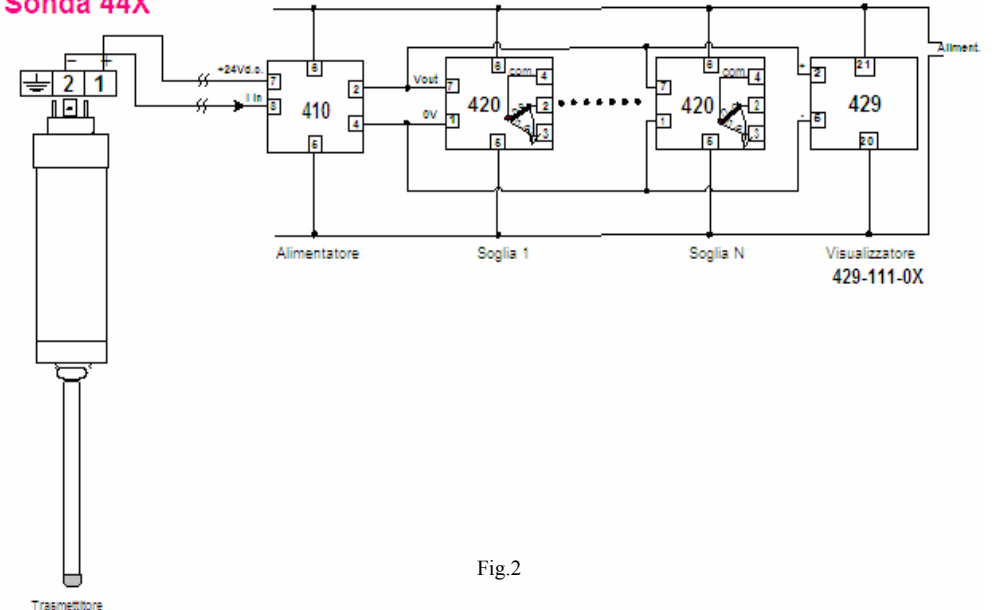 Sonda 44X
Aliment.
- +
2 1
+24Vd.c.
I in
7
8
6
410
2
4
5
Vout
0V
7
1
6
420
com
4
2
3
6
7
1
6
420
com
4
2
3
5
+
-
2
5
21
429
20
Alimentatore
Soglia 1
Soglia N
Visualizzatore
429-111-0X
Fig.2
Trasmettitore